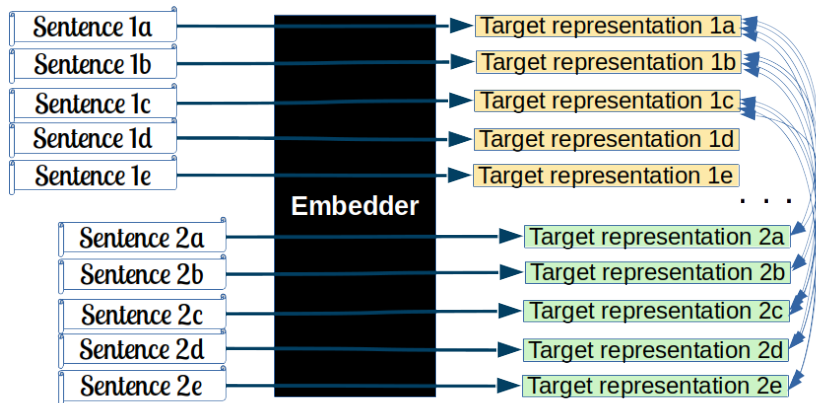 Sentence 1a Target representation 1a
Sentence 1b Target representation 1b
Sentence 1c Target representation 1c
Sentence 1d Target representation 1d
Sentence 1e Target representation 1e
Embedder
. . .
Sentence 2a Target representation 2a
Sentence 2b Target representation 2b
Sentence 2c Target representation 2c
Sentence 2d Target representation 2d
Sentence 2e Target representation 2e